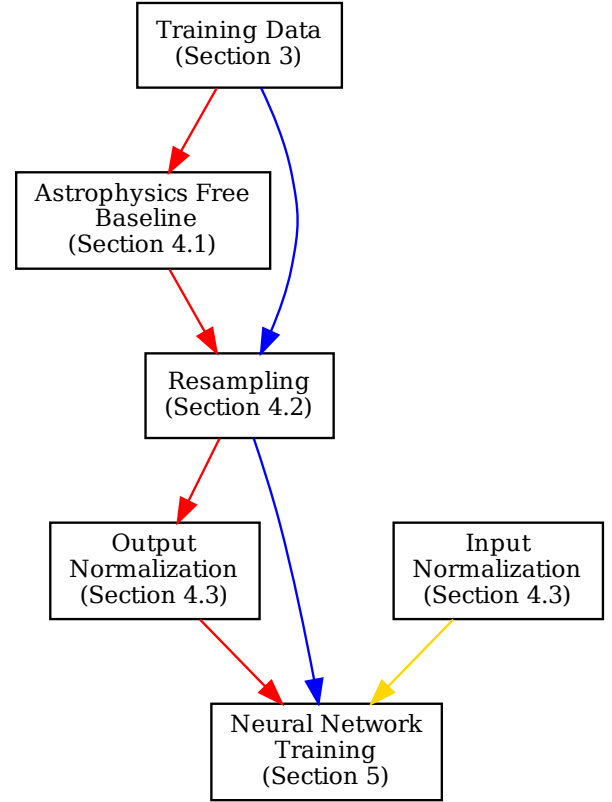 Training Data
(Section 3)
Astrophysics Free
Baseline
(Section 4.1)
Resampling
(Section 4.2)
Output
Normalization
(Section 4.3)
Input
Normalization
(Section 4.3)
Neural Network
Training
(Section 5)